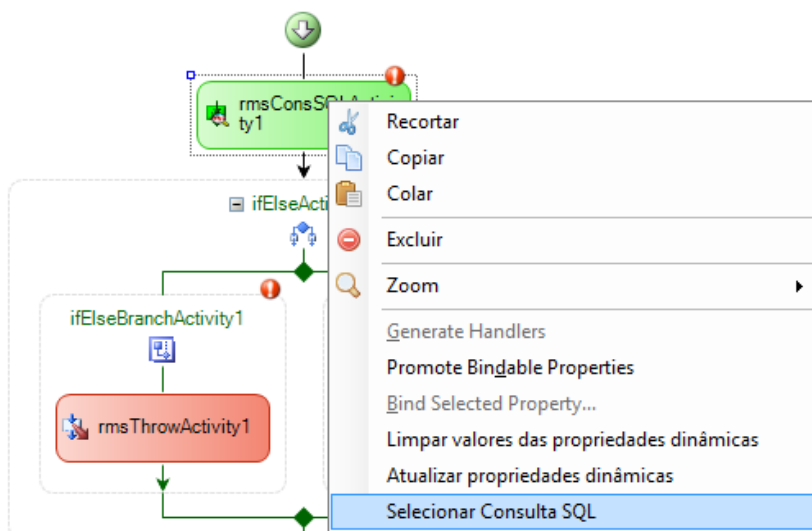 rmsConsSQLActivi
ty1
ifElseActi
ifElseBranchActivity1
rmsThrowActivity1
Recortar
Copiar
Colar
Excluir
Zoom
Generate Handlers
Promote Bindable Properties
Bind Selected Property...
Limpar valores das propriedades dinâmicas
Atualizar propriedades dinâmicas
Selecionar Consulta SQL